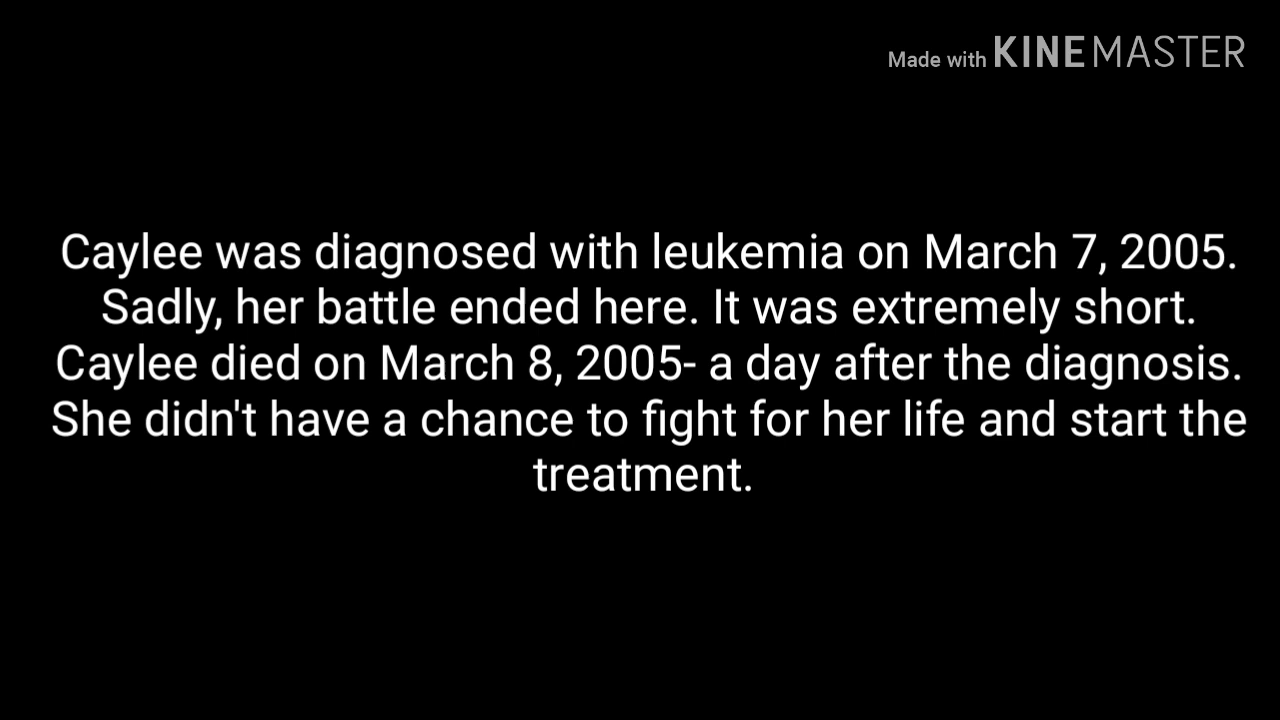 Made with KINEMASTER
Caylee was diagnosed with leukemia on March 7, 2005.
Sadly, her battle ended here. It was extremely short.
Caylee died on March 8, 2005- a day after the diagnosis.
She didn't have a chance to fight for her life and start the
treatment.